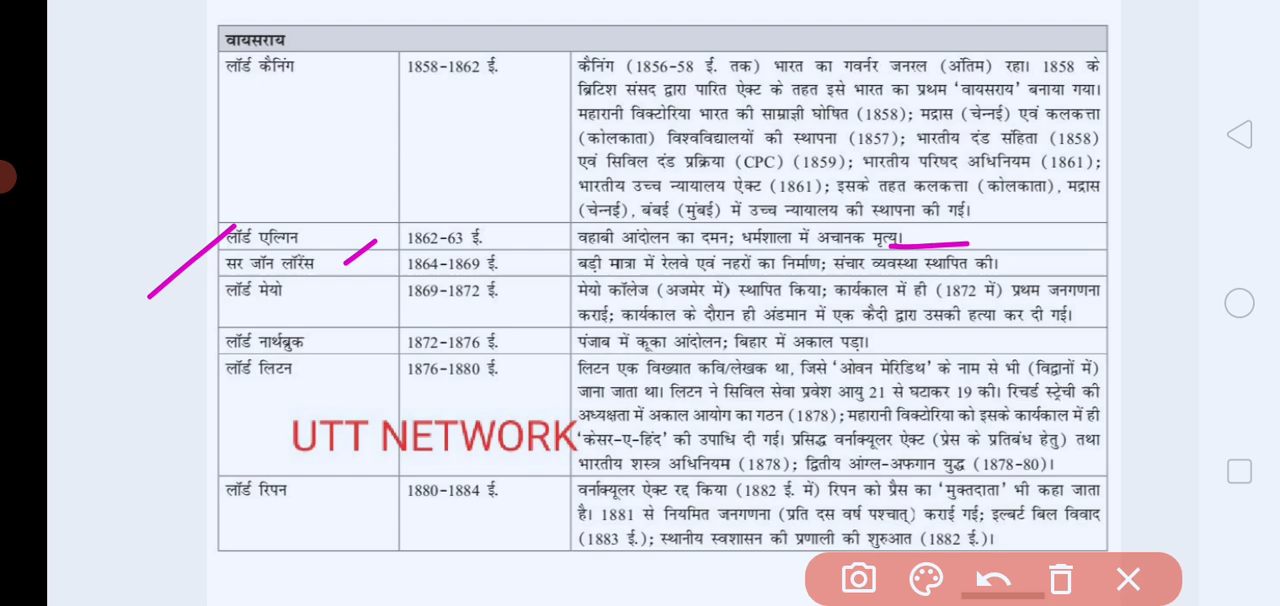 वायसराय
लॉर्ड कैनिंग 1858-1862 ई. कैनिंग (1856-58 ई. तक) भारत का गवर्नर जनरल (अंतिम) रहा। 1858 के
ब्रिटिश संसद द्वारा पारित ऐक्ट के तहत इसे भारत का प्रथम ‘वायसराय’ बनाया गया।
महारानी विक्टोरिया भारत की साम्राज्ञी घोषित (1858); मद्रास (चेन्नई) एवं कलकत्ता
(कोलकाता) विश्वविद्यालयों की स्थापना (1857); भारतीय दंड संहिता (1858)
एवं सिविल दंड प्रक्रिया (CPC) (1859); भारतीय परिषद अधिनियम (1861);
भारतीय उच्च न्यायालय ऐक्ट (1861); इसके तहत कलकत्ता (कोलकाता), मद्रास
(चेन्नई), बंबई (मुंबई) में उच्च न्यायालय की स्थापना की गई।
लॉर्ड एल्गिन 1862-63 ई. वहाबी आंदोलन का दमन; धर्मशाला में अचानक मृत्यु।
सर जॉन लॉरेंस 1864-1869 ई. बड़ी मात्रा में रेलवे एवं नहरों का निर्माण; संचार व्यवस्था स्थापित की।
लॉर्ड मेयो 1869-1872 ई. मेयो कॉलेज (अजमेर में) स्थापित किया; कार्यकाल में ही (1872 में) प्रथम जनगणना
कराई; कार्यकाल के दौरान ही अंडमान में एक कैदी द्वारा उसकी हत्या कर दी गई।
लॉर्ड नार्थब्रुक 1872-1876 ई. पंजाब में कूका आंदोलन; बिहार में अकाल पड़ा।
लॉर्ड लिटन 1876-1880 ई. लिटन एक विख्यात कवि/लेखक था, जिसे ‘ओवन मेरिडिथ’ के नाम से भी (विद्वानों में)
जाना जाता था। लिटन ने सिविल सेवा प्रवेश आयु 21 से घटाकर 19 की। रिचर्ड स्ट्रेची की
अध्यक्षता में अकाल आयोग का गठन (1878); महारानी विक्टोरिया को इसके कार्यकाल में ही
‘केसर-ए-हिंद’ की उपाधि दी गई। प्रसिद्ध वर्नाक्यूलर ऐक्ट (प्रेस के प्रतिबंध हेतु) तथा
भारतीय शस्त्र अधिनियम (1878); द्वितीय आंग्ल-अफगान युद्ध (1878-80)।
UTT NETWORK
लॉर्ड रिपन 1880-1884 ई. वर्नाक्यूलर ऐक्ट रद्द किया (1882 ई. में) रिपन को प्रैस का ‘मुक्तदाता’ भी कहा जाता
है। 1881 से नियमित जनगणना (प्रति दस वर्ष पश्चात्) कराई गई; इल्बर्ट बिल विवाद
(1883 ई.); स्थानीय स्वशासन की प्रणाली की शुरुआत (1882 ई.)।